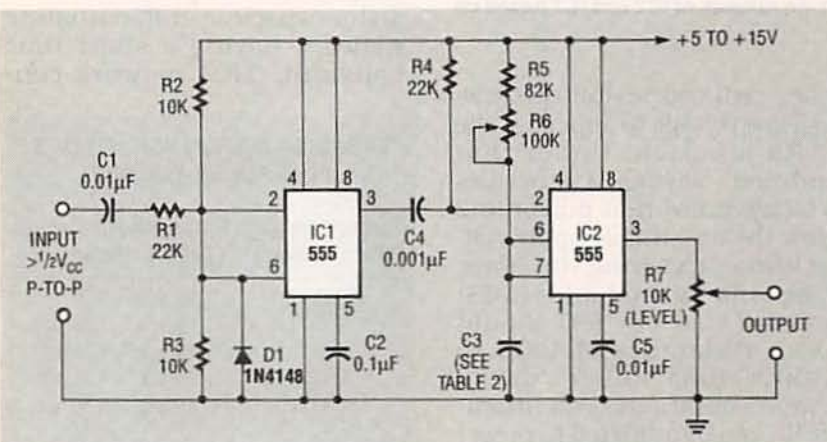 +5 TO +15V
R2
10K
R4
22K
R5
82K
R6
100K
C1
0.01µF
R1
22K
INPUT
>1/2VCC
P-TO-P
4
8
2
3
6
1
5
IC1
555
C4
0.001µF
4
8
2
3
6
7
1
5
IC2
555
R7
10K
(LEVEL)
OUTPUT
R3
10K
D1
1N4148
C2
0.1µF
C3
(SEE
TABLE 2)
C5
0.01µF